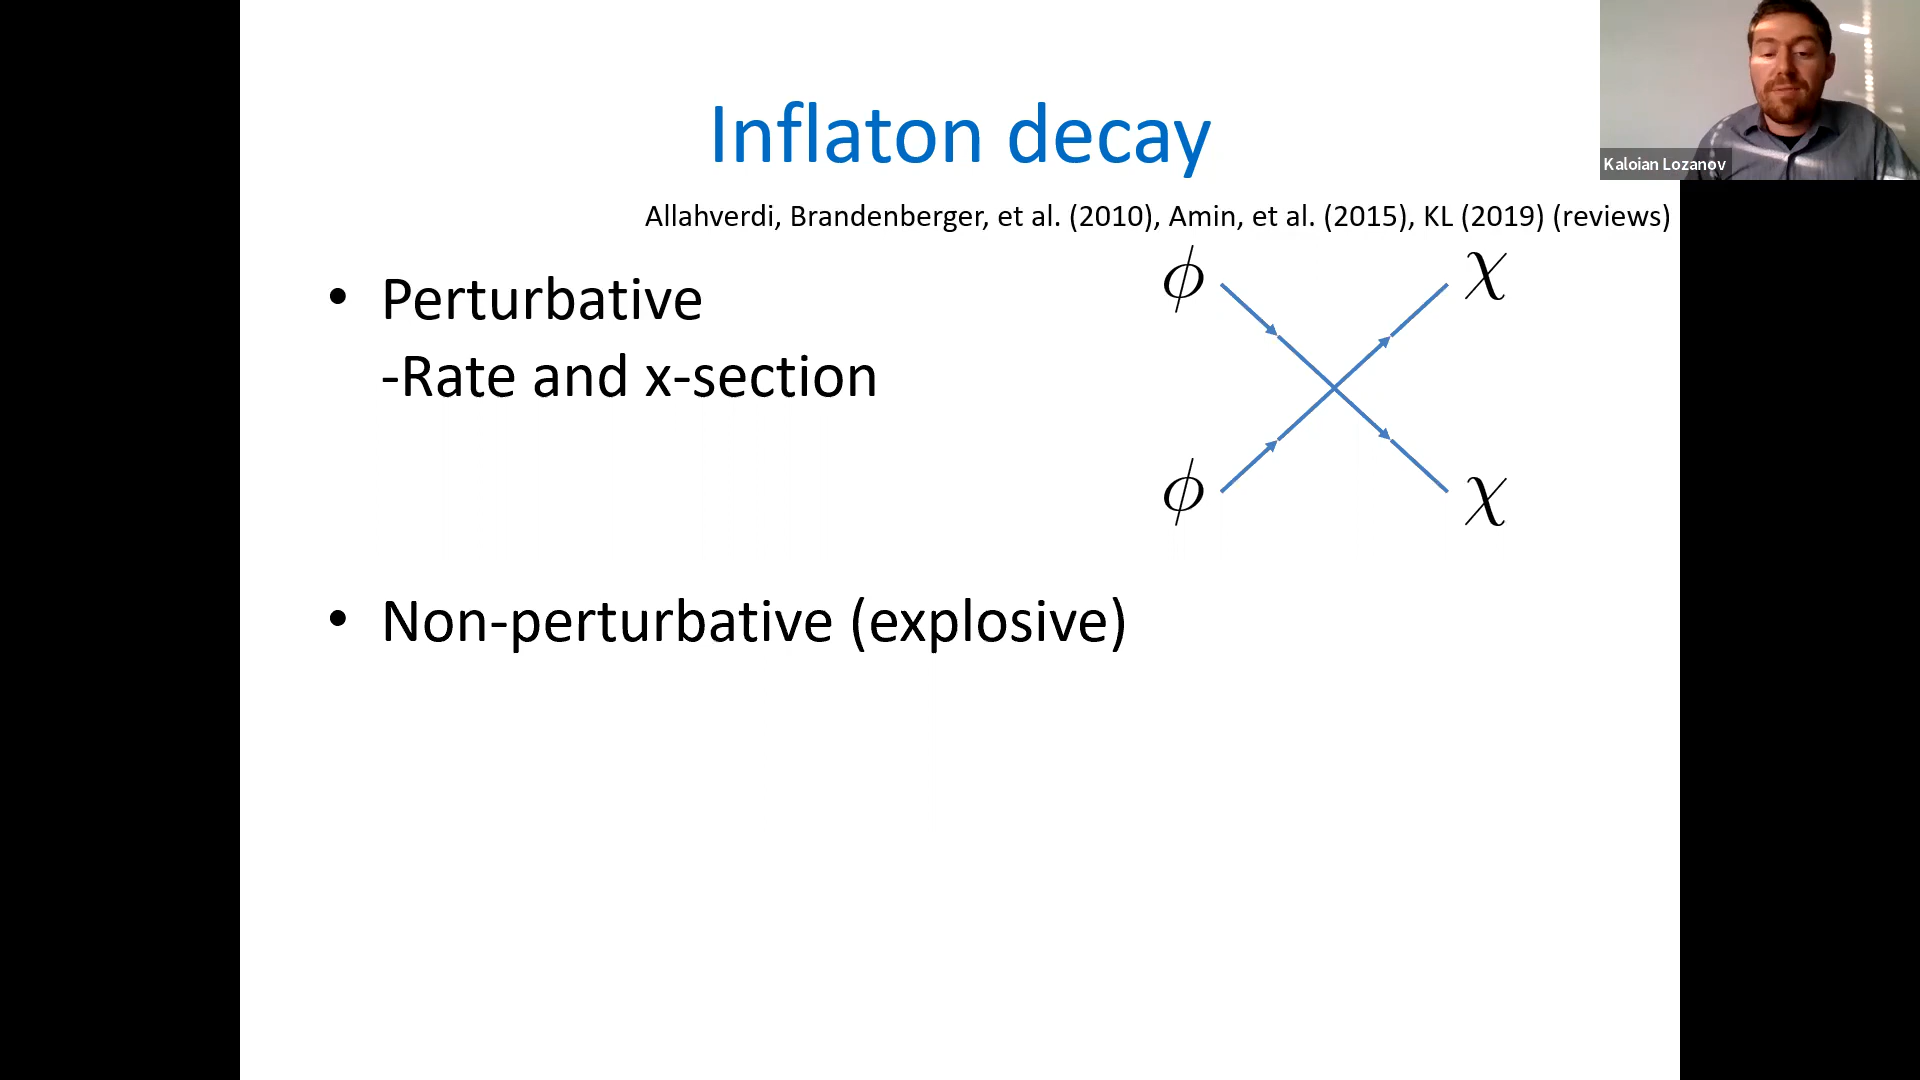 Inflaton decay
Kaloian Lozanov
Allahverdi, Brandenberger, et al. (2010), Amin, et al. (2015), KL (2019) (reviews)
ϕ χ
• Perturbative
-Rate and x-section
ϕ χ
• Non-perturbative (explosive)